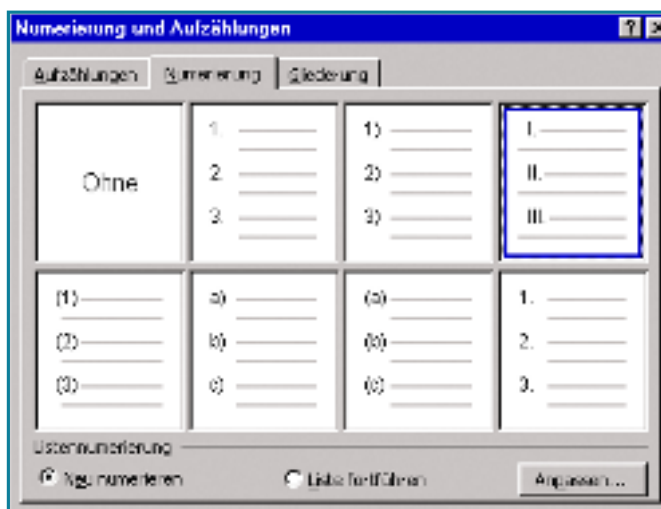 Numerierung und Aufzählungen
Aufzählungen Numerierung Gliederung
Ohne
1.
2.
3.
1)
2)
3)
I.
II.
III.
(1)
(2)
(3)
a)
b)
c)
(a)
(b)
(c)
1.
2.
3.
Listennumerierung
Neu numerieren Liste fortführen Anpassen...